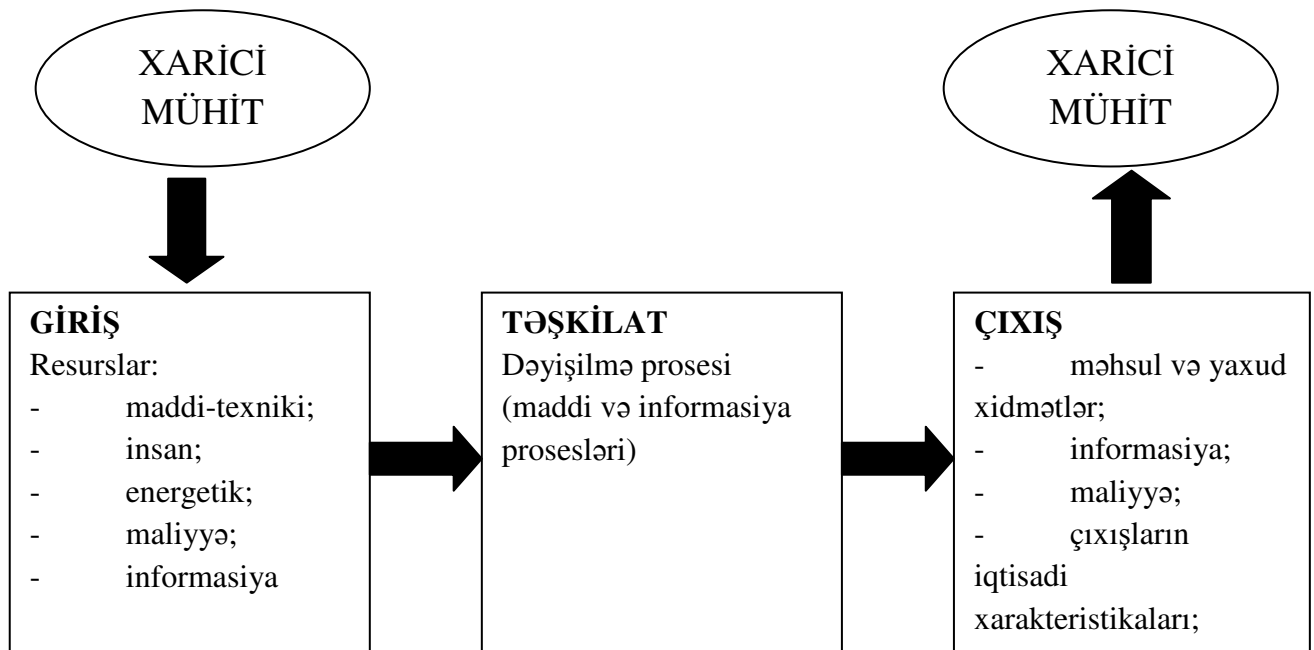 XARİCİ
MÜHİT
XARİCİ
MÜHİT
GİRİŞ
Resurslar:
- maddi-texniki;
- insan;
- energetik;
- maliyyə;
- informasiya
TƏŞKİLAT
Dəyişilmə prosesi
(maddi və informasiya
prosesləri)
ÇIXIŞ
- məhsul və yaxud
xidmətlər;
- informasiya;
- maliyyə;
- çıxışların
iqtisadi
xarakteristikaları;